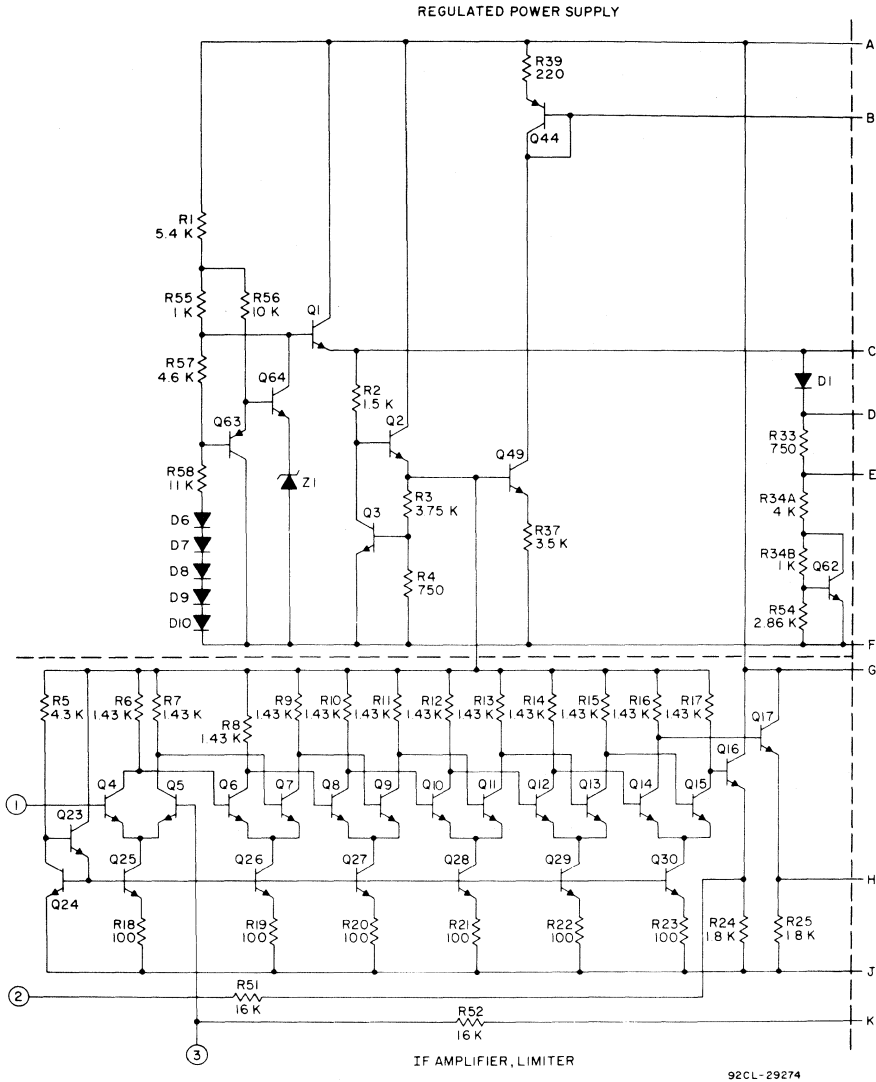 REGULATED POWER SUPPLY
A
R39
220
B
Q44
R1
5.4 K
R55
1 K
R56
10 K
Q1
C
R57
4.6 K
Q64
R2
1.5 K
D1
Q63
Q2
D
R33
750
Q49
E
R58
11 K
Z1
R3
3.75 K
R34A
4 K
D6
Q3
R37
3.5 K
D7
R34B
1 K
Q62
D8
R4
750
D9
R54
2.86 K
D10
F
G
R5
4.3 K
R6
1.43 K
R7
1.43 K
R8
1.43 K
R9
1.43 K
R10
1.43 K
R11
1.43 K
R12
1.43 K
R13
1.43 K
R14
1.43 K
R15
1.43 K
R16
1.43 K
R17
1.43 K
Q17
Q16
1
Q4
Q5
Q6
Q7
Q8
Q9
Q10
Q11
Q12
Q13
Q14
Q15
Q23
Q25
Q26
Q27
Q28
Q29
Q30
H
Q24
R18
100
R19
100
R20
100
R21
100
R22
100
R23
100
R24
1.8 K
R25
1.8 K
J
2
R51
16 K
R52
16 K
K
3
IF AMPLIFIER, LIMITER
92CL-29274